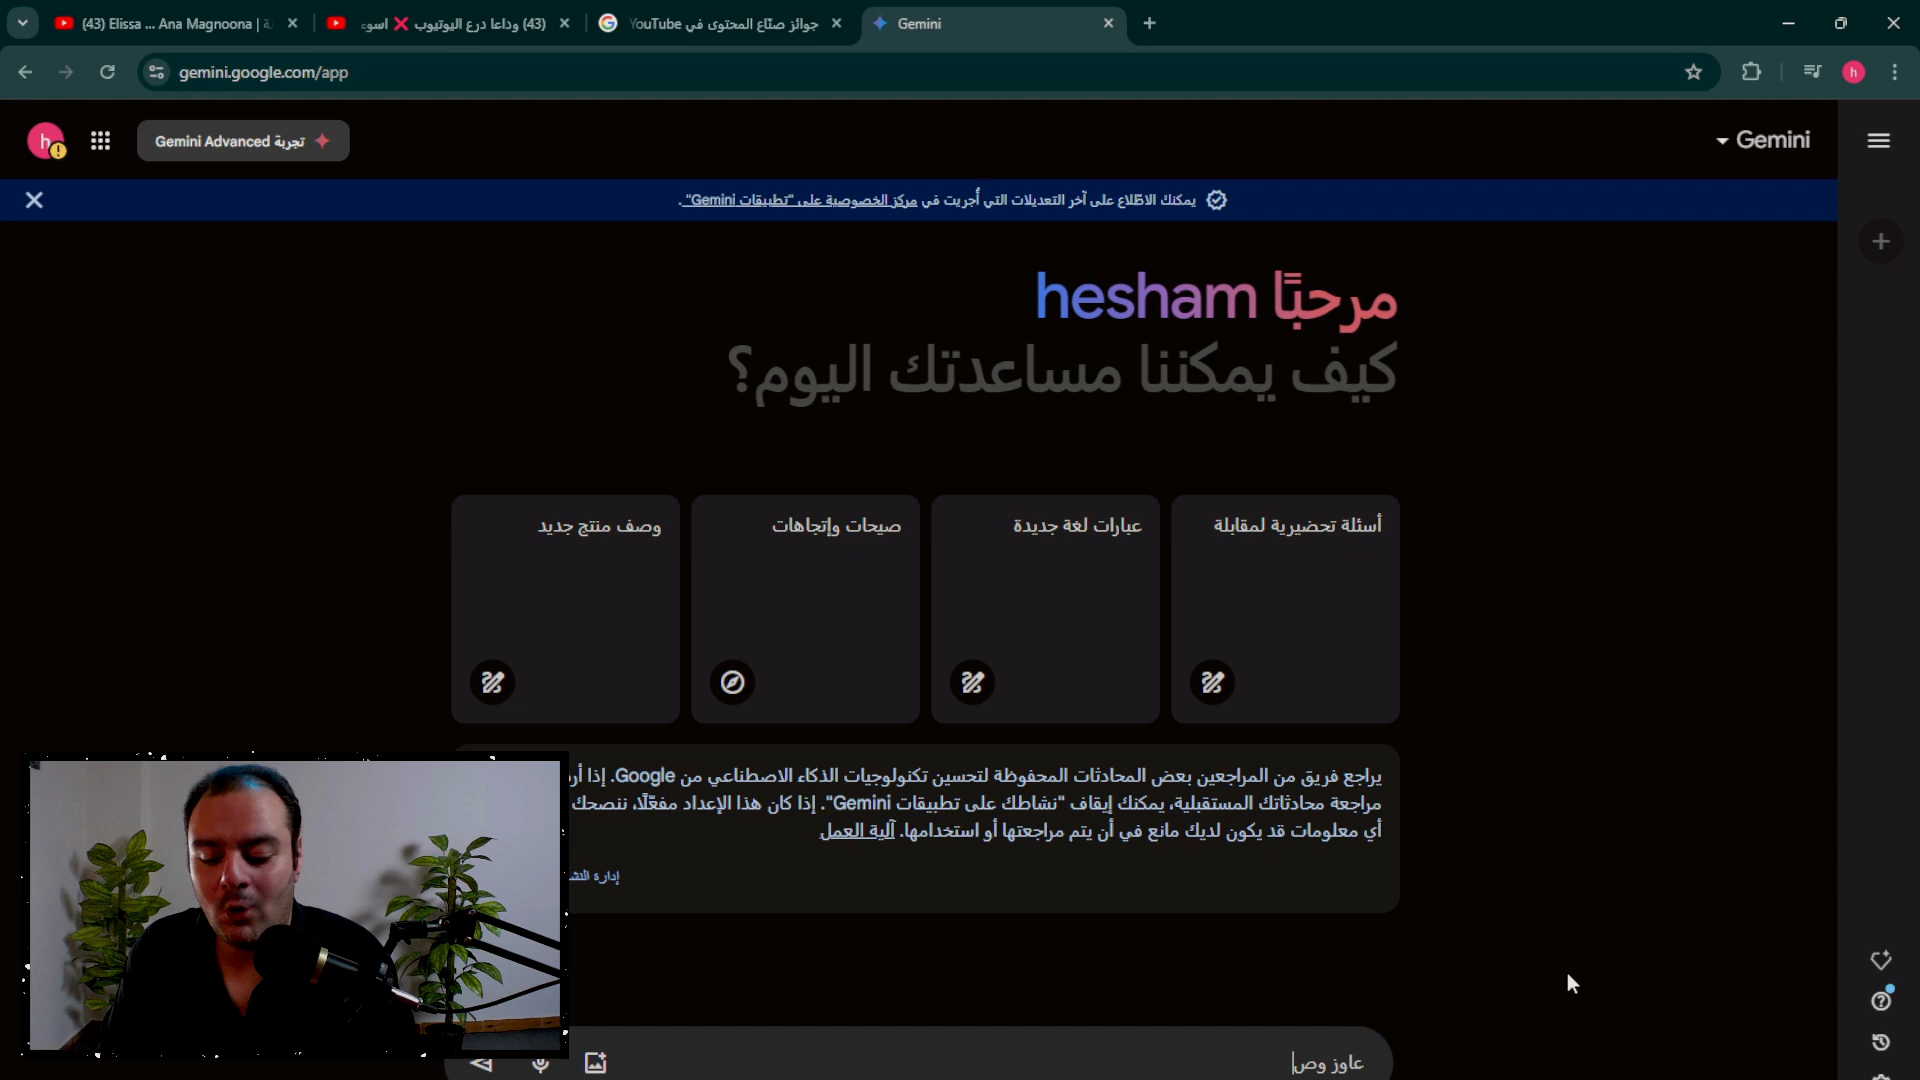 (43) Elissa ... Ana Magnoona |
(43) وداعا درع اليوتيوب ❌ اسوء
جوائز صنّاع المحتوى في YouTube
Gemini
gemini.google.com/app
h
h
تجربة Gemini Advanced
Gemini
يمكنك الاطّلاع على آخر التعديلات التي أُجريت في مركز الخصوصية على "تطبيقات Gemini".
مرحبًا hesham
كيف يمكننا مساعدتك اليوم؟
أسئلة تحضيرية لمقابلة
عبارات لغة جديدة
صيحات وإتجاهات
وصف منتج جديد
يراجع فريق من المراجعين بعض المحادثات المحفوظة لتحسين تكنولوجيات الذكاء الاصطناعي من Google. إذا
مراجعة محادثاتك المستقبلية، يمكنك إيقاف "نشاطك على تطبيقات Gemini". إذا كان هذا الإعداد مفعّلًا، ننصحك
أي معلومات قد يكون لديك مانع في أن يتم مراجعتها أو استخدامها. آلية العمل
إدارة
عاوز وص